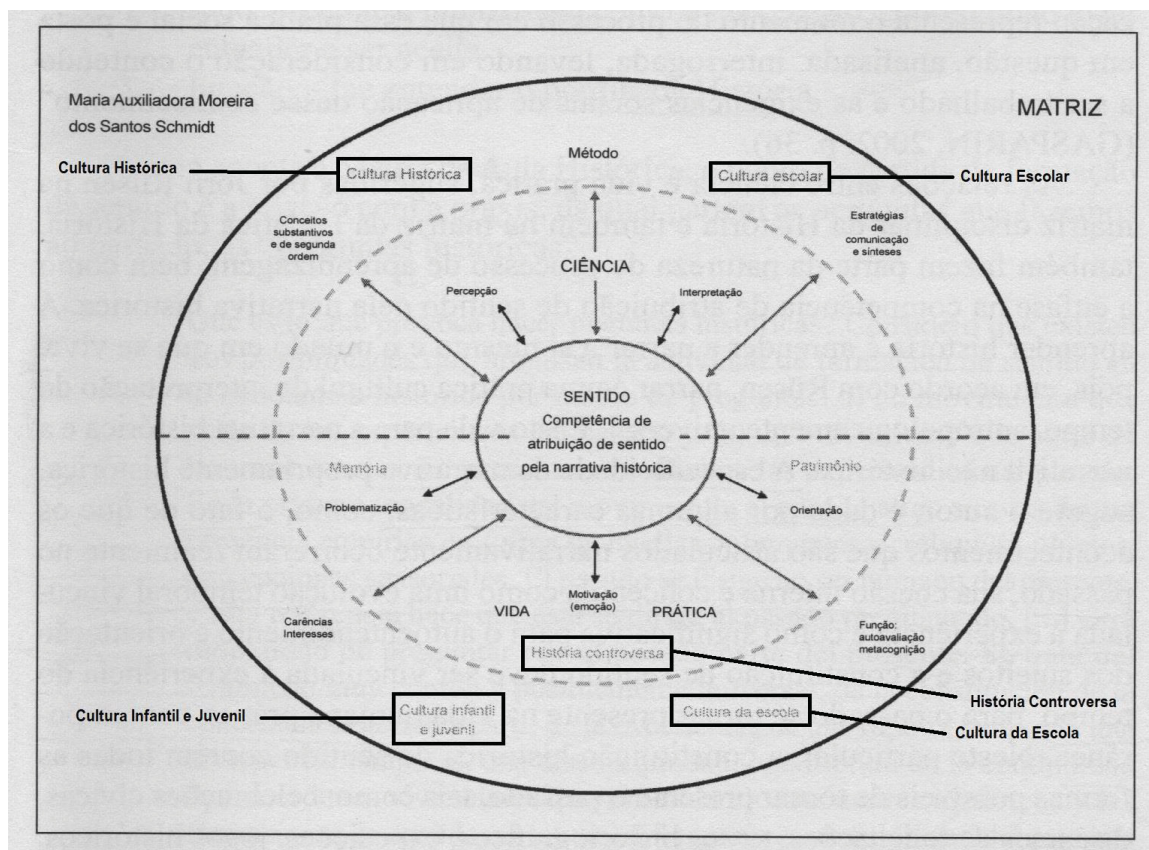 Maria Auxiliadora Moreira
dos Santos Schmidt
MATRIZ
Método
Cultura Histórica
Cultura Histórica
Cultura escolar
Cultura Escolar
Conceitos
substantivos
e de segunda
ordem
Estratégias
de
comunicação
e sínteses
CIÊNCIA
Percepção
Interpretação
SENTIDO
Competência de
atribuição de sentido
pela narrativa histórica
Memória
Patrimônio
Problematização
Orientação
Motivação
(emoção)
VIDA
PRÁTICA
Carências
Interesses
Função:
autoavaliação
metacognição
História controversa
História Controversa
Cultura Infantil e Juvenil
Cultura infantil
e juvenil
Cultura da escola
Cultura da Escola